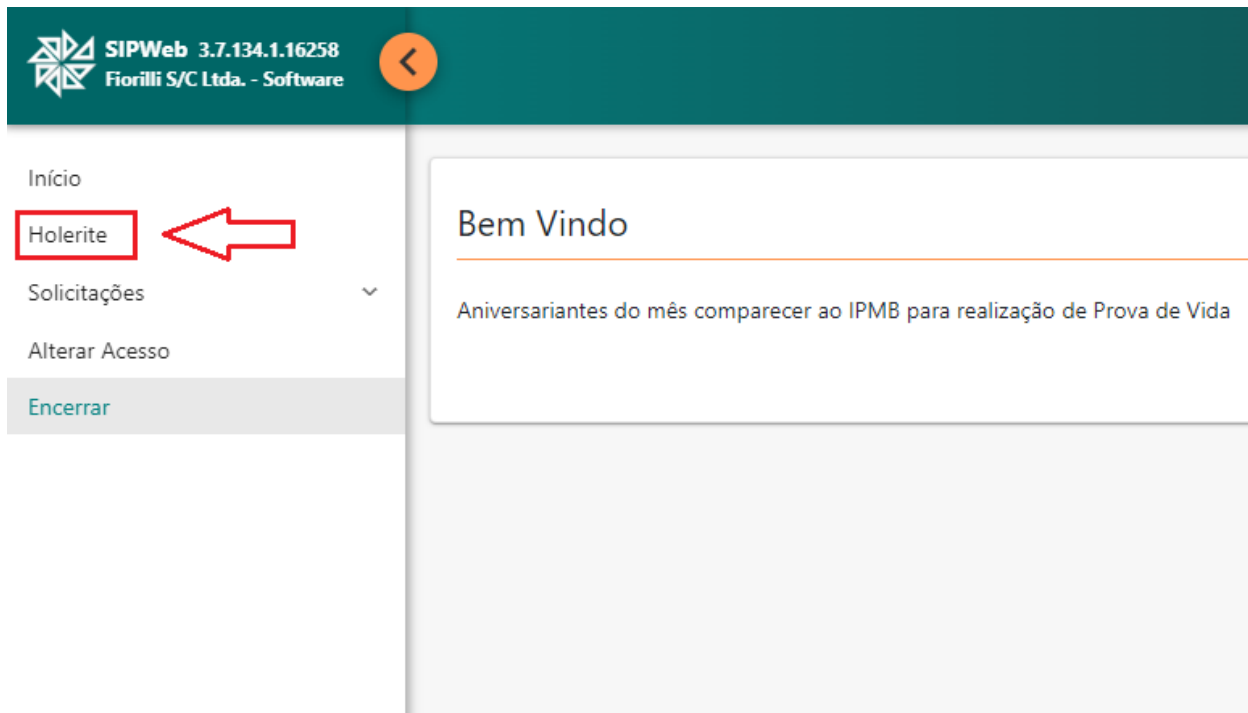 SIPWeb 3.7.134.1.16258
Fiorilli S/C Ltda. - Software
Início
Holerite
Solicitações
Alterar Acesso
Encerrar
Bem Vindo
Aniversariantes do mês comparecer ao IPMB para realização de Prova de Vida